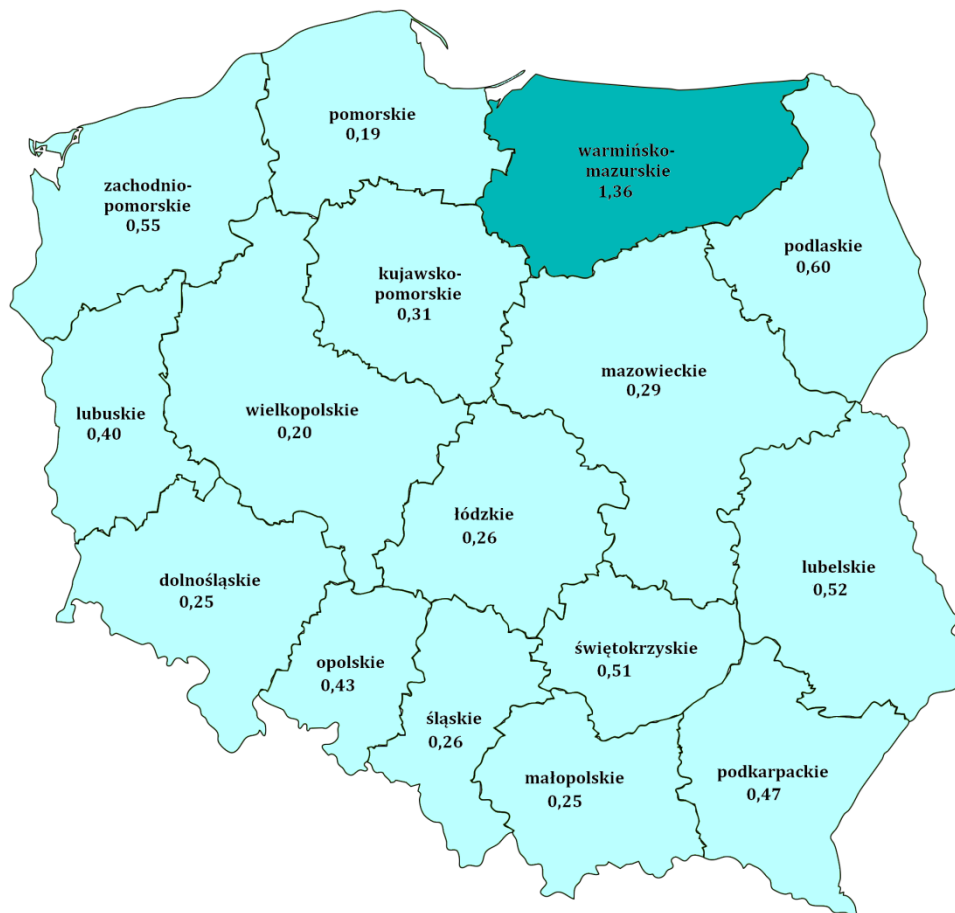 pomorskie
0,19
warmińsko-
mazurskie
1,36
zachodnio-
pomorskie
0,55
podlaskie
0,60
kujawsko-
pomorskie
0,31
mazowieckie
0,29
lubuskie
0,40
wielkopolskie
0,20
łódzkie
0,26
lubelskie
0,52
dolnośląskie
0,25
świętokrzyskie
0,51
opolskie
0,43
śląskie
0,26
małopolskie
0,25
podkarpackie
0,47